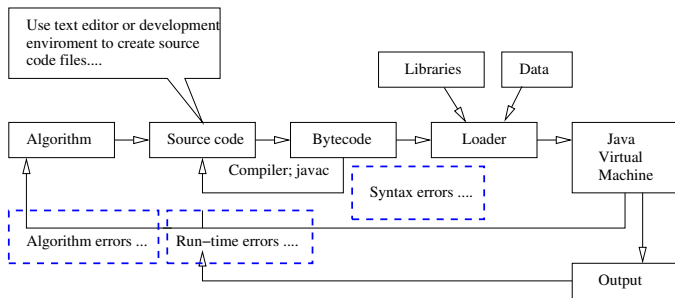 Use text editor or development
enviroment to create source
code files....
Libraries
Data
Algorithm
Source code
Bytecode
Loader
Java
Virtual
Machine
Compiler; javac
Syntax errors ....
Algorithm errors ...
Run−time errors ....
Output